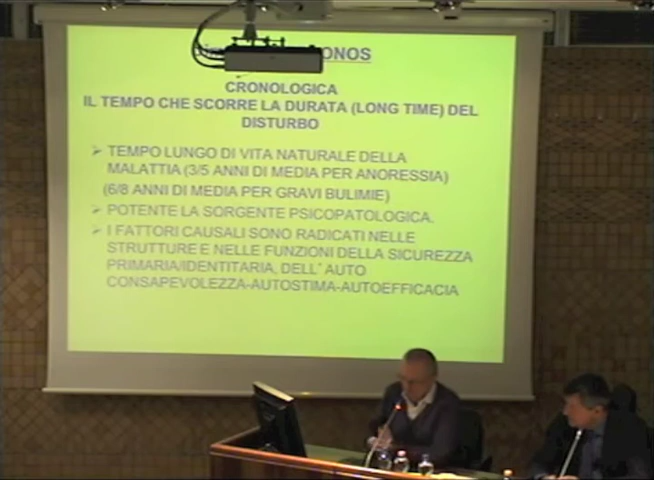 ONOS
CRONOLOGICA
IL TEMPO CHE SCORRE LA DURATA (LONG TIME) DEL
DISTURBO
➢ TEMPO LUNGO DI VITA NATURALE DELLA
MALATTIA (3/5 ANNI DI MEDIA PER ANORESSIA)
(6/8 ANNI DI MEDIA PER GRAVI BULIMIE)
➢ POTENTE LA SORGENTE PSICOPATOLOGICA.
➢ I FATTORI CAUSALI SONO RADICATI NELLE
STRUTTURE E NELLE FUNZIONI DELLA SICUREZZA
PRIMARIA/IDENTITARIA, DELL' AUTO
CONSAPEVOLEZZA-AUTOSTIMA-AUTOEFFICACIA